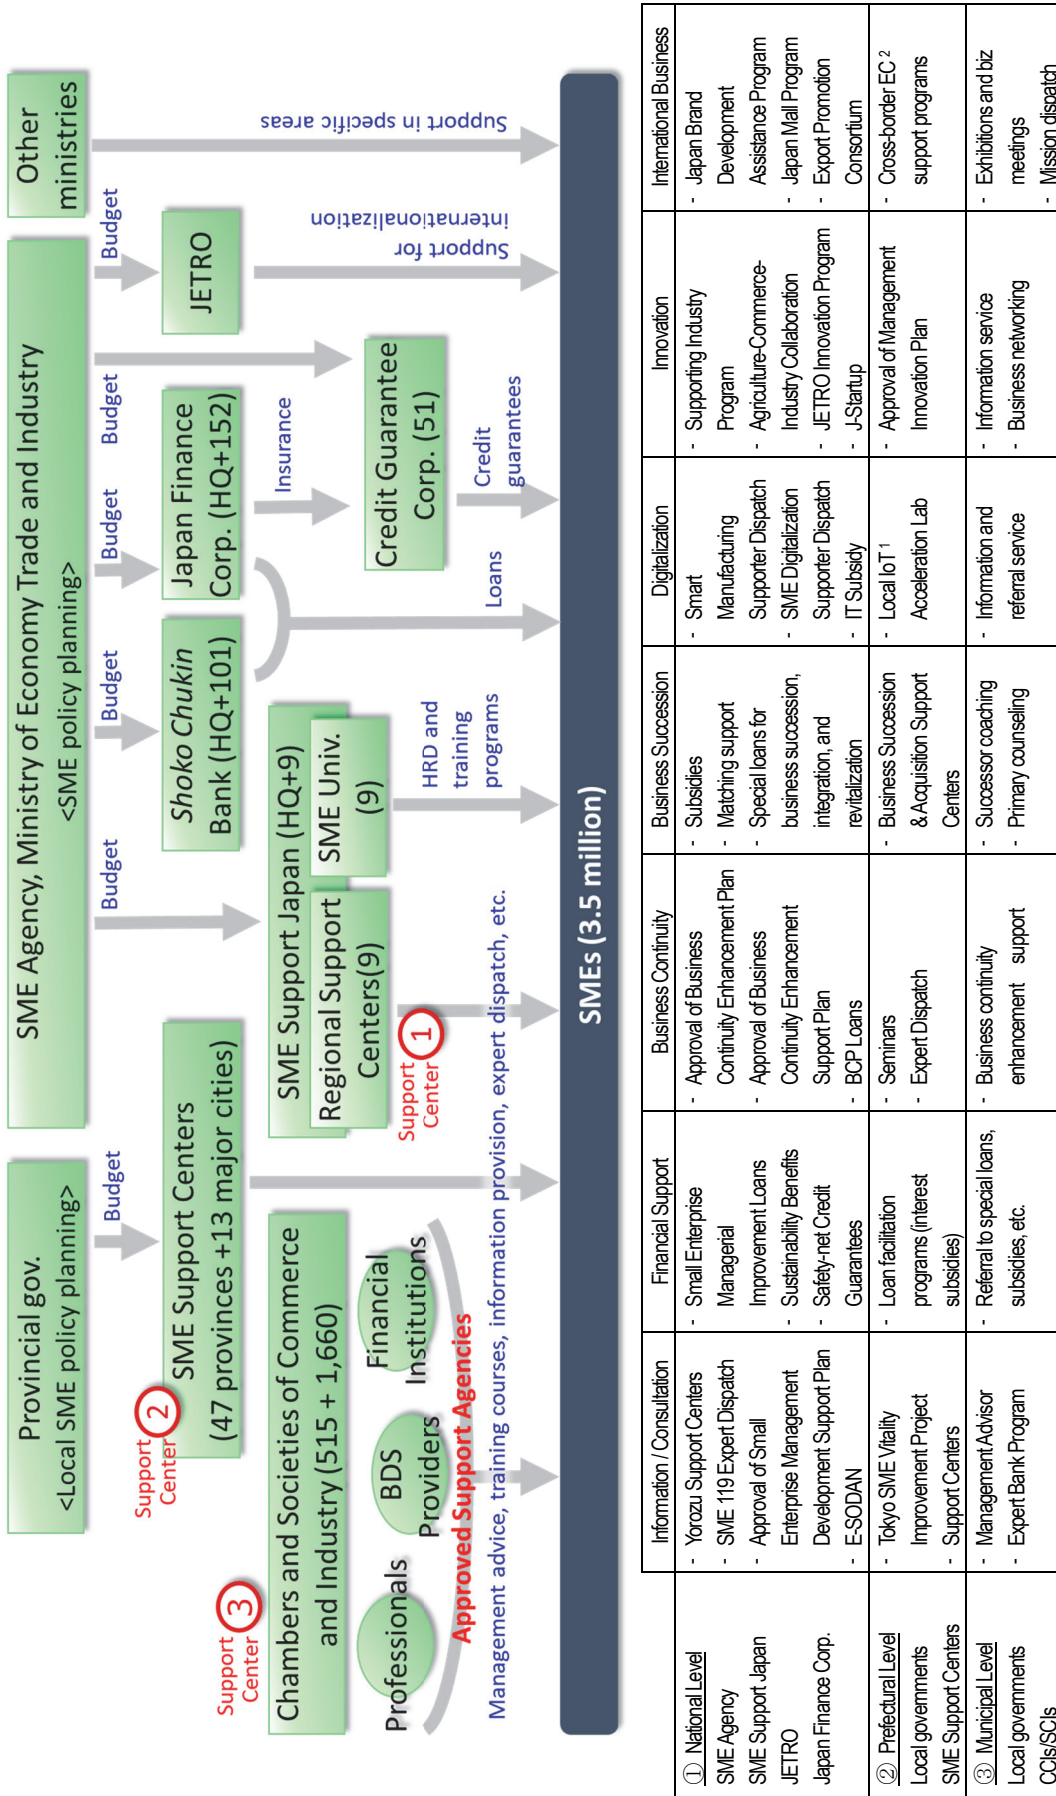 Provincial gov.
<Local SME policy planning>
SME Agency, Ministry of Economy Trade and Industry
<SME policy planning>
Other
ministries
Budget
Budget
Budget
Budget
Budget
Budget
Support
Center
2
SME Support Centers
(47 provinces +13 major cities)
Shoko Chukin
Bank (HQ+101)
Japan Finance
Corp. (HQ+152)
JETRO
Support
Center
3
Chambers and Societies of Commerce
and Industry (515 + 1,660)
SME Support Japan (HQ+9)
Regional Support
Centers(9)
SME Univ.
(9)
Insurance
Credit Guarantee
Corp. (51)
Support for
internationalization
Support in specific areas
Professionals
BDS
Providers
Financial
Institutions
Approved Support Agencies
Support
Center
1
HRD and
training
programs
Loans
Credit
guarantees
Management advice, training courses, information provision, expert dispatch, etc.
SMEs (3.5 million)
Information / Consultation
Financial Support
Business Continuity
Business Succession
Digitalization
Innovation
International Business
① National Level
SME Agency
SME Support Japan
JETRO
Japan Finance Corp.
- Yorozu Support Centers
- SME 119 Expert Dispatch
- Approval of Small
Enterprise Management
Development Support Plan
- E-SODAN
- Small Enterprise
Managerial
Improvement Loans
- Sustainability Benefits
- Safety-net Credit
Guarantees
- Approval of Business
Continuity Enhancement Plan
- Approval of Business
Continuity Enhancement
Support Plan
- BCP Loans
- Subsidies
- Matching support
- Special loans for
business succession,
integration, and
revitalization
- Smart
Manufacturing
Supporter Dispatch
- SME Digitalization
Supporter Dispatch
- IT Subsidy
- Supporting Industry
Program
- Agriculture-Commerce-
Industry Collaboration
- JETRO Innovation Program
- J-Startup
- Japan Brand
Development
Assistance Program
- Japan Mall Program
- Export Promotion
Consortium
② Prefectural Level
Local governments
SME Support Centers
- Tokyo SME Vitality
Improvement Project
- Support Centers
- Loan facilitation
programs (interest
subsidies)
- Seminars
- Expert Dispatch
- Business Succession
& Acquisition Support
Centers
- Local IoT 1
Acceleration Lab
- Approval of Management
Innovation Plan
- Cross-border EC 2
support programs
③ Municipal Level
Local governments
CCIs/SCIs
- Management Advisor
- Expert Bank Program
- Referral to special loans,
subsidies, etc.
- Business continuity
enhancement support
- Successor coaching
- Primary counseling
- Information and
referral service
- Information service
- Business networking
- Exhibitions and biz
meetings
- Mission dispatch